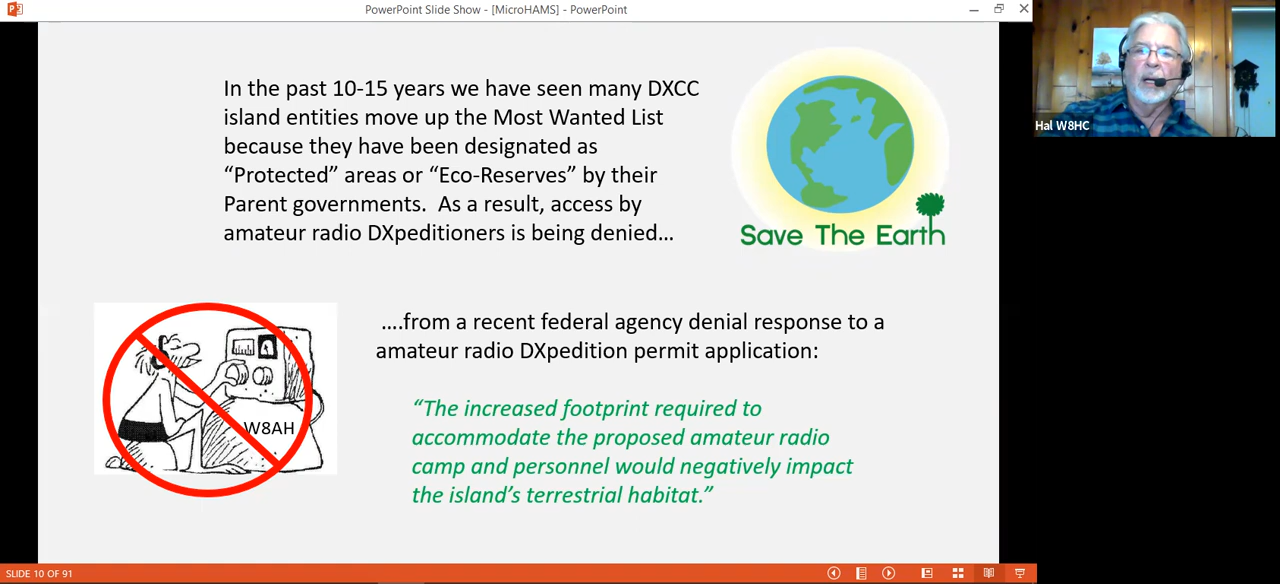 PowerPoint Slide Show - [MicroHAMS] - PowerPoint
Hal W8HC
In the past 10-15 years we have seen many DXCC
island entities move up the Most Wanted List
because they have been designated as
“Protected” areas or “Eco-Reserves” by their
Parent governments.  As a result, access by
amateur radio DXpeditioners is being denied…
Save The Earth
….from a recent federal agency denial response to a
amateur radio DXpedition permit application:
“The increased footprint required to
accommodate the proposed amateur radio
camp and personnel would negatively impact
the island’s terrestrial habitat.”
W8AH
SLIDE 10 OF 91